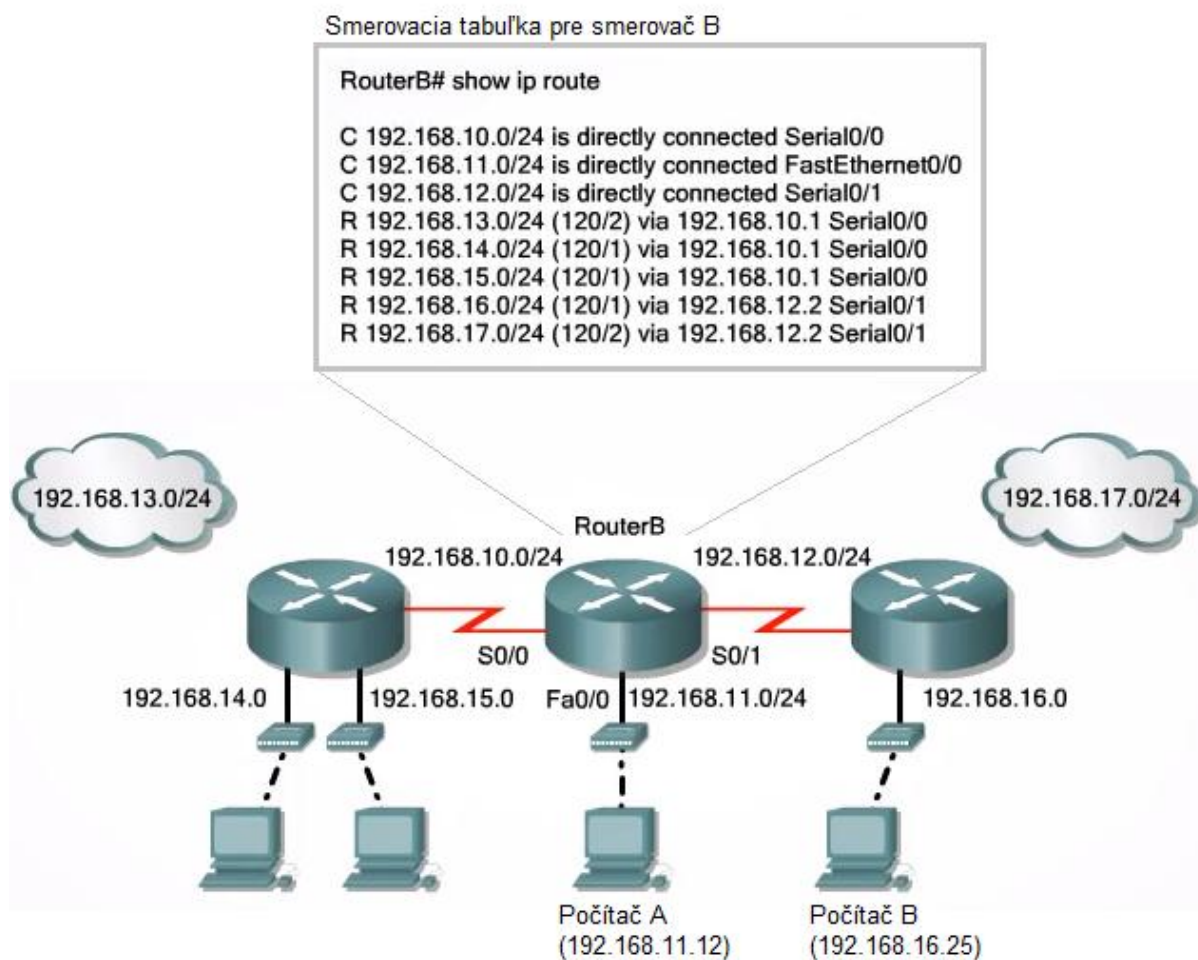 Smerovacia tabuľka pre smerovač B
RouterB# show ip route
C 192.168.10.0/24 is directly connected Serial0/0
C 192.168.11.0/24 is directly connected FastEthernet0/0
C 192.168.12.0/24 is directly connected Serial0/1
R 192.168.13.0/24 (120/2) via 192.168.10.1 Serial0/0
R 192.168.14.0/24 (120/1) via 192.168.10.1 Serial0/0
R 192.168.15.0/24 (120/1) via 192.168.10.1 Serial0/0
R 192.168.16.0/24 (120/1) via 192.168.12.2 Serial0/1
R 192.168.17.0/24 (120/2) via 192.168.12.2 Serial0/1
192.168.13.0/24
192.168.17.0/24
RouterB
192.168.10.0/24
192.168.12.0/24
S0/0
S0/1
192.168.14.0
192.168.15.0
Fa0/0
192.168.11.0/24
192.168.16.0
Počítač A
(192.168.11.12)
Počítač B
(192.168.16.25)